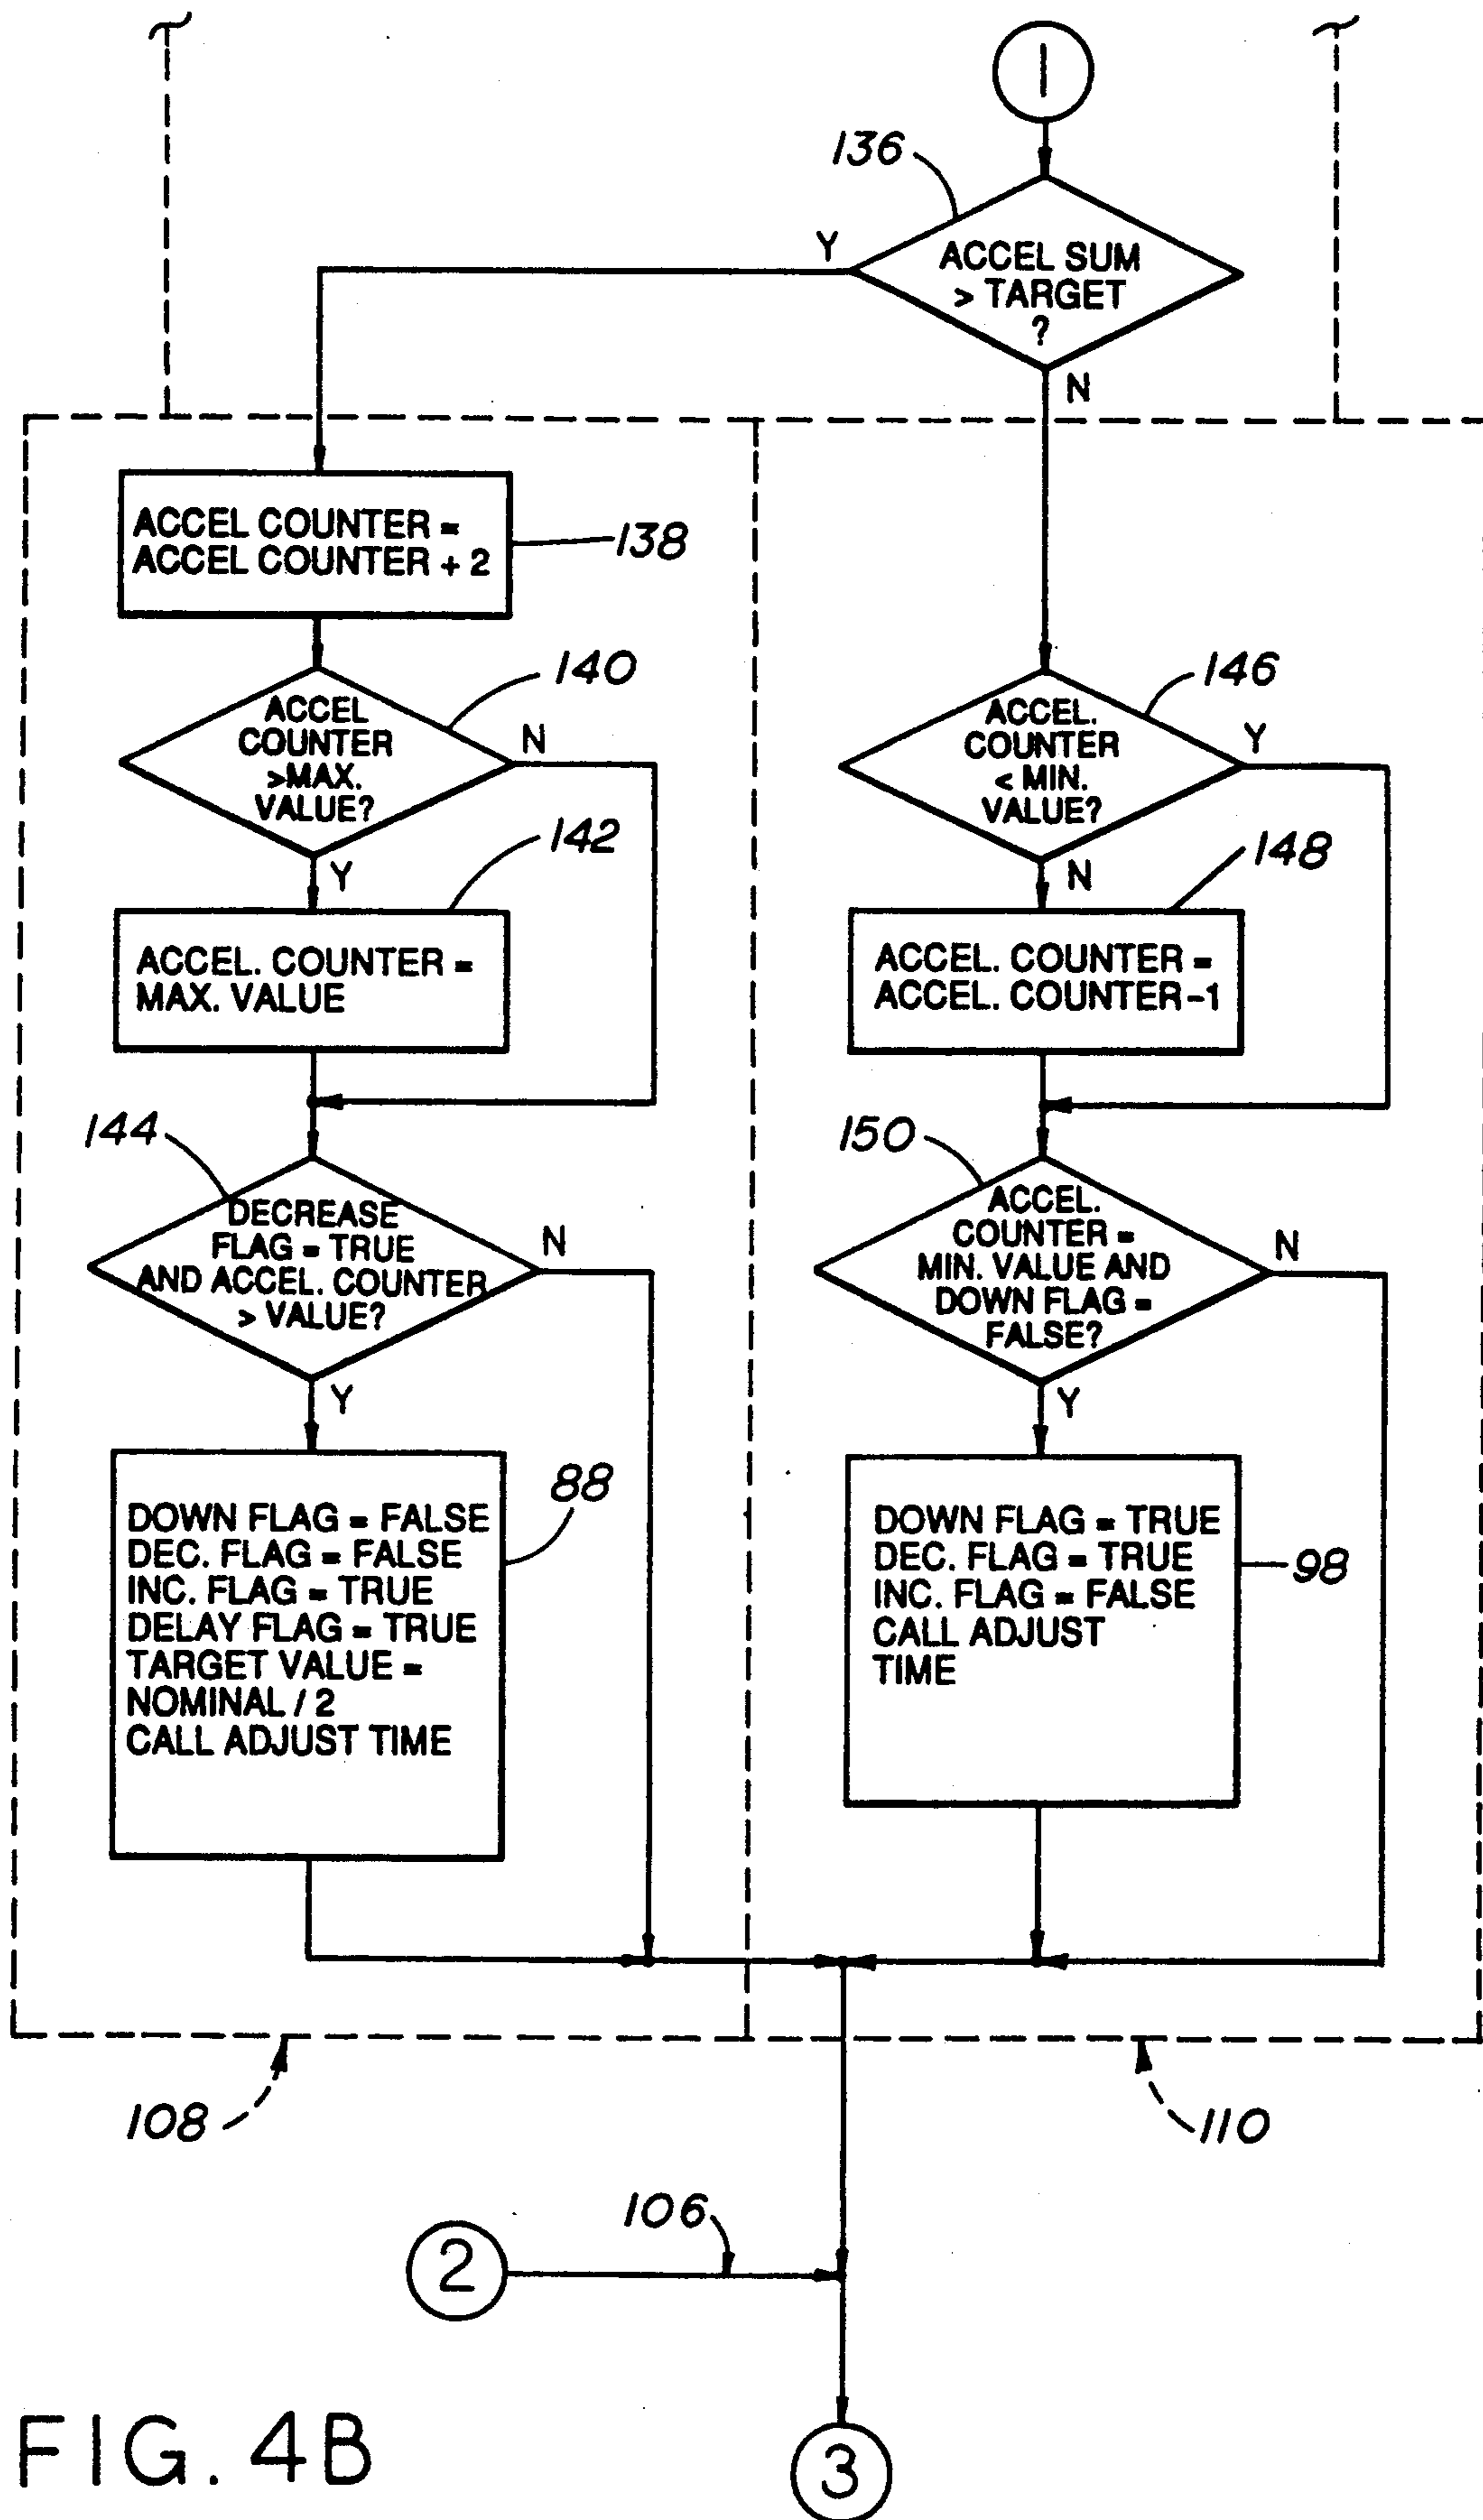 1
136
Y
ACCEL SUM
> TARGET
?
N
ACCEL COUNTER =
ACCEL COUNTER + 2
138
140
ACCEL
COUNTER
>MAX.
VALUE?
N
Y
142
ACCEL. COUNTER =
MAX. VALUE
144
DECREASE
FLAG = TRUE
AND ACCEL. COUNTER
> VALUE?
N
Y
88
DOWN FLAG = FALSE
DEC. FLAG = FALSE
INC. FLAG = TRUE
DELAY FLAG = TRUE
TARGET VALUE =
NOMINAL / 2
CALL ADJUST TIME
146
ACCEL.
COUNTER
< MIN.
VALUE?
Y
N
148
ACCEL. COUNTER =
ACCEL. COUNTER -1
150
ACCEL.
COUNTER =
MIN. VALUE AND
DOWN FLAG =
FALSE?
N
Y
DOWN FLAG = TRUE
DEC. FLAG = TRUE
INC. FLAG = FALSE
CALL ADJUST
TIME
98
108
110
106
2
3
FIG. 4B